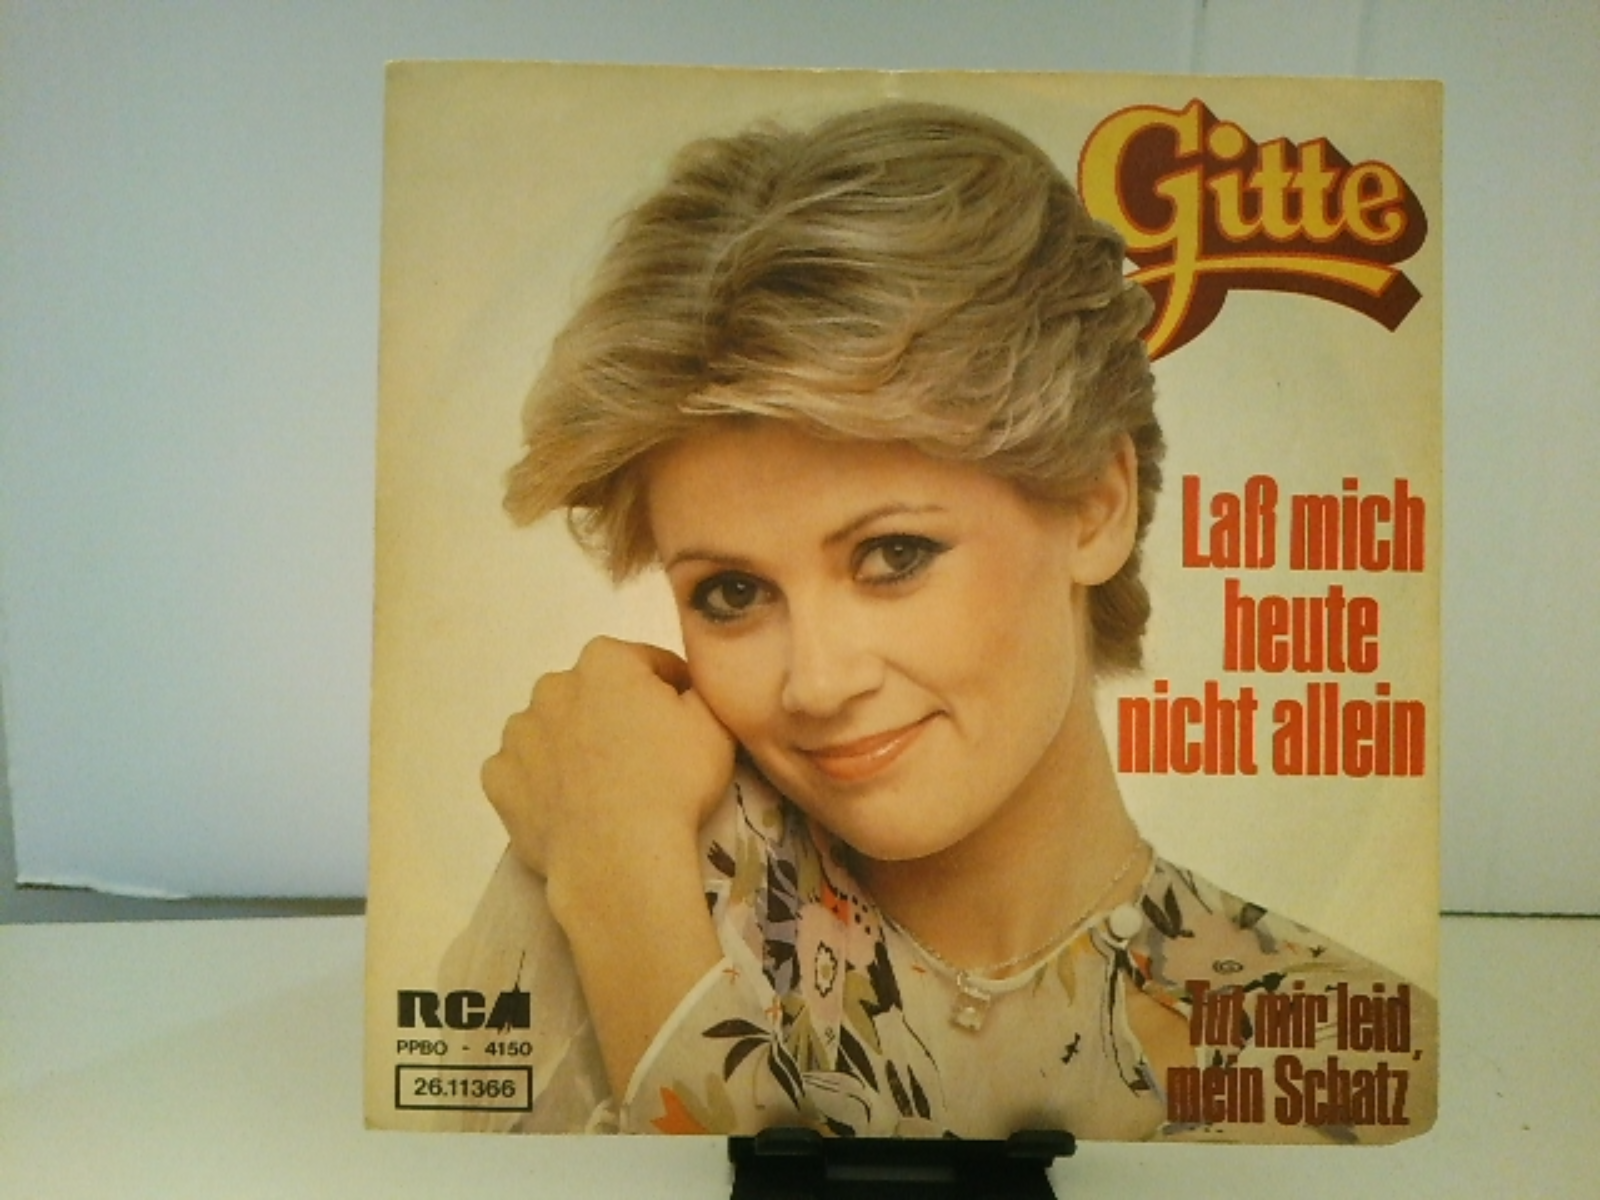 Gitte
Laß mich
heute
nicht allein
RCA
PPBO - 4150
26.11366
Tut mir leid,
mein Schatz